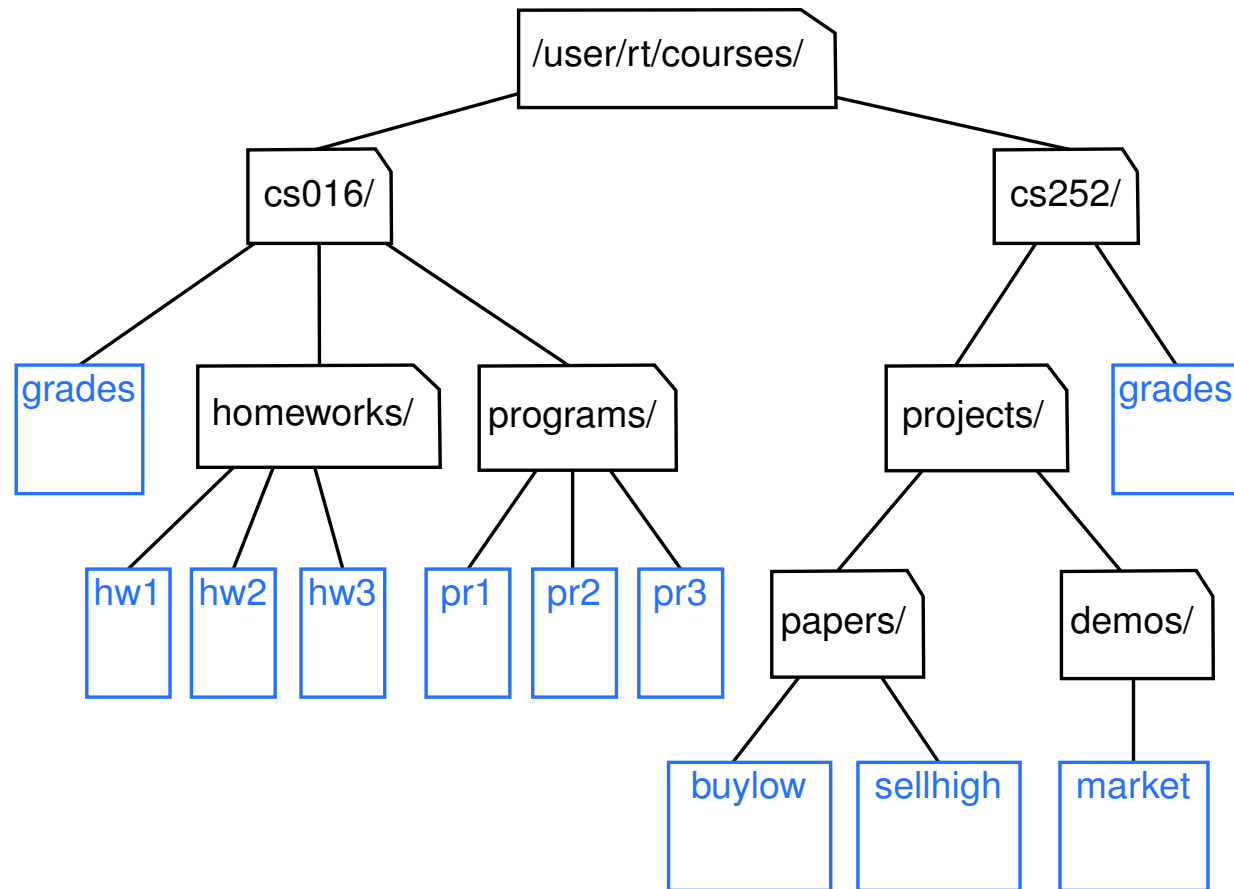 /user/rt/courses/
cs016/
cs252/
grades
homeworks/
programs/
projects/
grades
hw1
hw2
hw3
pr1
pr2
pr3
papers/
demos/
buylow
sellhigh
market